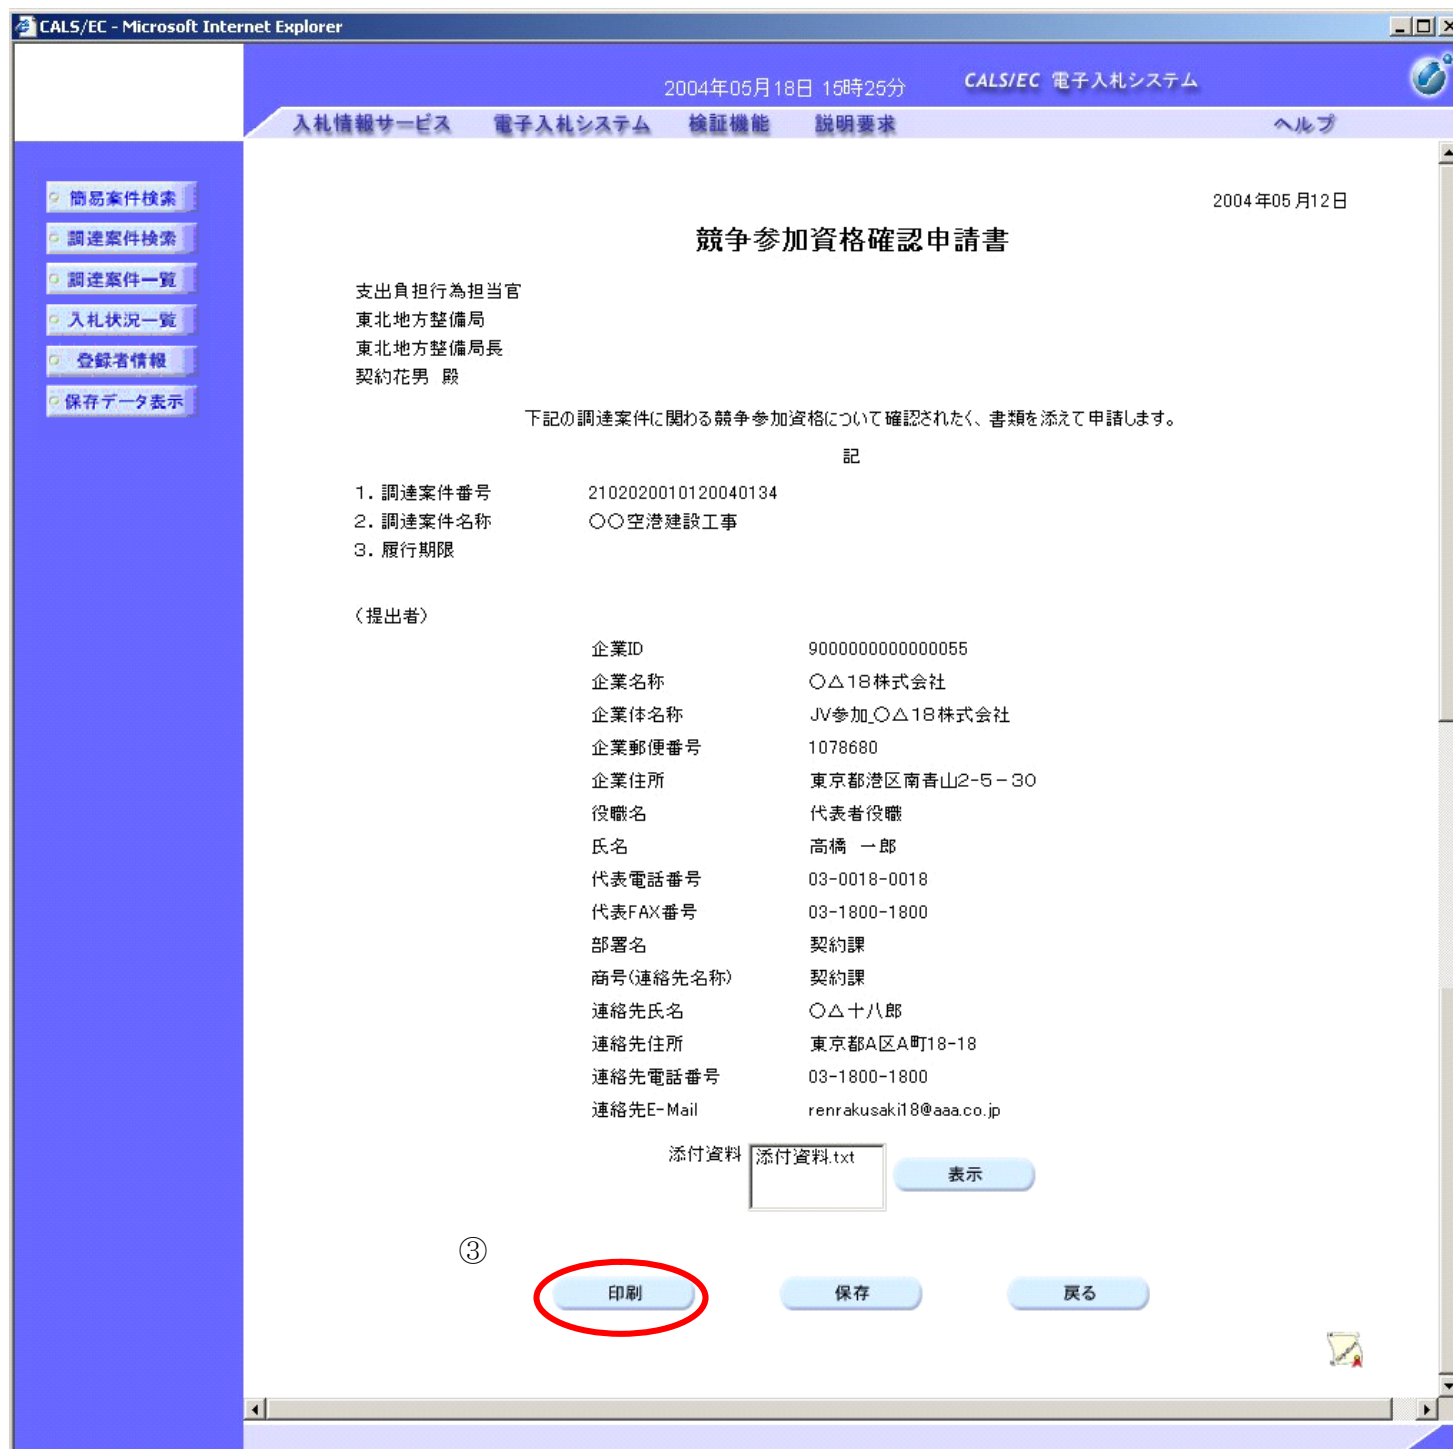 CALS/EC - Microsoft Internet Explorer
2004年05月18日 15時25分
CALS/EC 電子入札システム
入札情報サービス 電子入札システム 検証機能 説明要求 ヘルプ
簡易案件検索
調達案件検索
調達案件一覧
入札状況一覧
登録者情報
保存データ表示
2004年05月12日
競争参加資格確認申請書
支出負担行為担当官
東北地方整備局
東北地方整備局長
契約花男 殿
下記の調達案件に関わる競争参加資格について確認されたく、書類を添えて申請します。
記
1. 調達案件番号 2102020010120040134
2. 調達案件名称 〇〇空港建設工事
3. 履行期限
(提出者)
企業ID 9000000000000055
企業名称 〇△18株式会社
企業体名称 JV参加_〇△18株式会社
企業郵便番号 1078680
企業住所 東京都港区南青山2-5-30
役職名 代表者役職
氏名 高橋 一郎
代表電話番号 03-0018-0018
代表FAX番号 03-1800-1800
部署名 契約課
商号(連絡先名称) 契約課
連絡先氏名 〇△十八郎
連絡先住所 東京都A区A町18-18
連絡先電話番号 03-1800-1800
連絡先E-Mail renrakusaki18@aaa.co.jp
添付資料 添付資料.txt 表示
③
印刷 保存 戻る